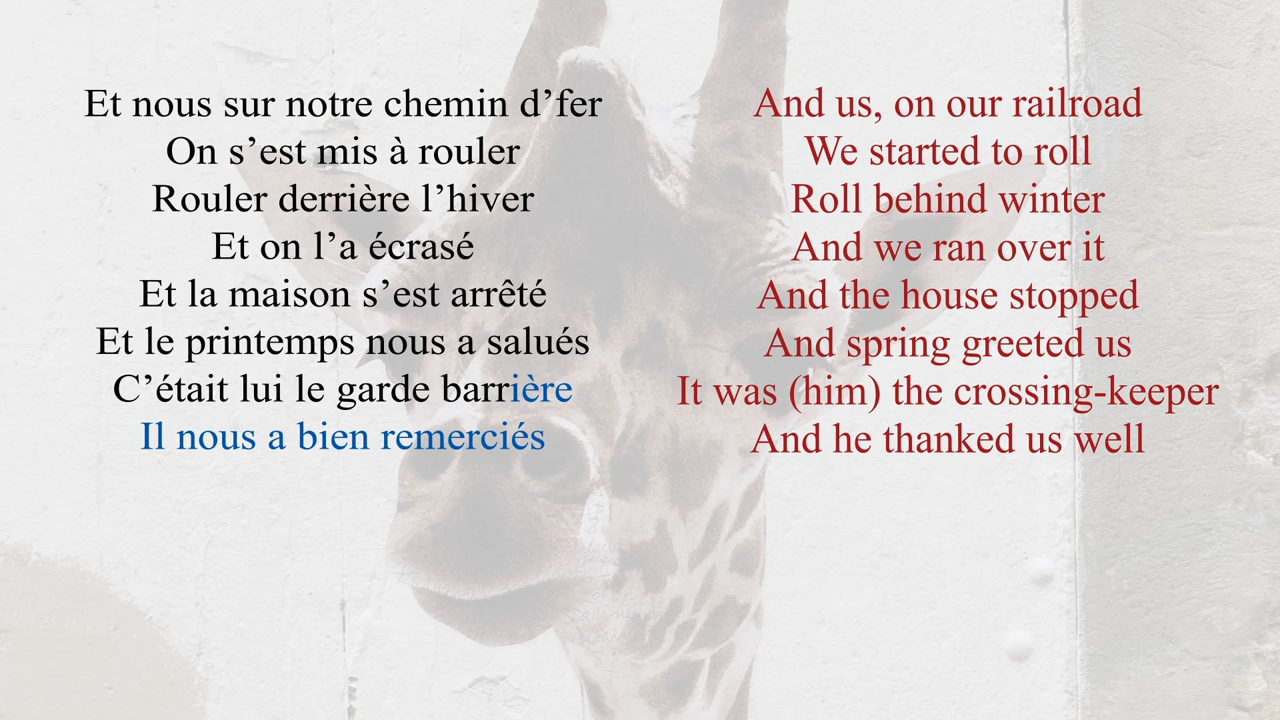 Et nous sur notre chemin d’fer
On s’est mis à rouler
Rouler derrière l’hiver
Et on l’a écrasé
Et la maison s’est arrêté
Et le printemps nous a salués
C’était lui le garde barrière
Il nous a bien remerciés
And us, on our railroad
We started to roll
Roll behind winter
And we ran over it
And the house stopped
And spring greeted us
It was (him) the crossing-keeper
And he thanked us well